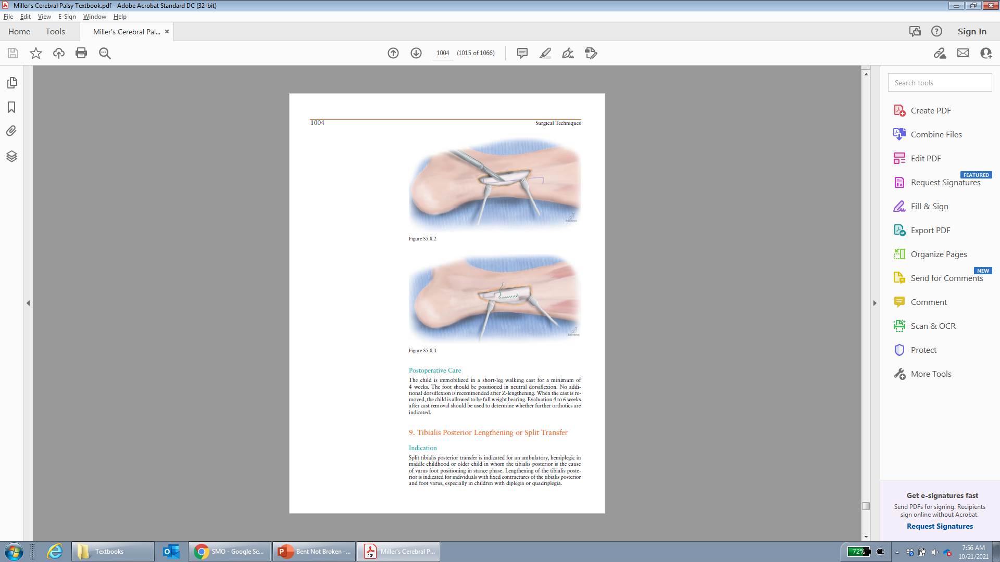 Miller's Cerebral Palsy Textbook.pdf - Adobe Acrobat Standard DC (32-bit)
File Edit View E-Sign Window Help
Home Tools Miller's Cerebral Pal... ×
Sign In
1004 (1015 of 1066)
Search tools
Create PDF
Combine Files
Edit PDF
FEATURED
Request Signatures
Fill & Sign
Export PDF
Organize Pages
NEW
Send for Comments
Comment
Scan & OCR
Protect
More Tools
Get e-signatures fast
Send PDFs for signing. Recipients
sign online without Acrobat.
Request Signatures
1004 Surgical Techniques
BROWNE
Figure S5.8.2
BROWNE
Figure S5.8.3
Postoperative Care
The child is immobilized in a short-leg walking cast for a minimum of
4 weeks. The foot should be positioned in neutral dorsiflexion. No addi-
tional dorsiflexion is recommended after Z-lengthening. When the cast is re-
moved, the child is allowed to be full weight bearing. Evaluation 4 to 6 weeks
after cast removal should be used to determine whether further orthotics are
indicated.
9. Tibialis Posterior Lengthening or Split Transfer
Indication
Split tibialis posterior transfer is indicated for an ambulatory, hemiplegic in
middle childhood or older child in whom the tibialis posterior is the cause
of varus foot positioning in stance phase. Lengthening of the tibialis poste-
rior is indicated for individuals with fixed contractures of the tibialis posterior
and foot varus, especially in children with diplegia or quadriplegia.
Textbooks
SMO - Google Se...
Bent Not Broken -...
Miller's Cerebral P...
72%
7:56 AM
10/21/2021